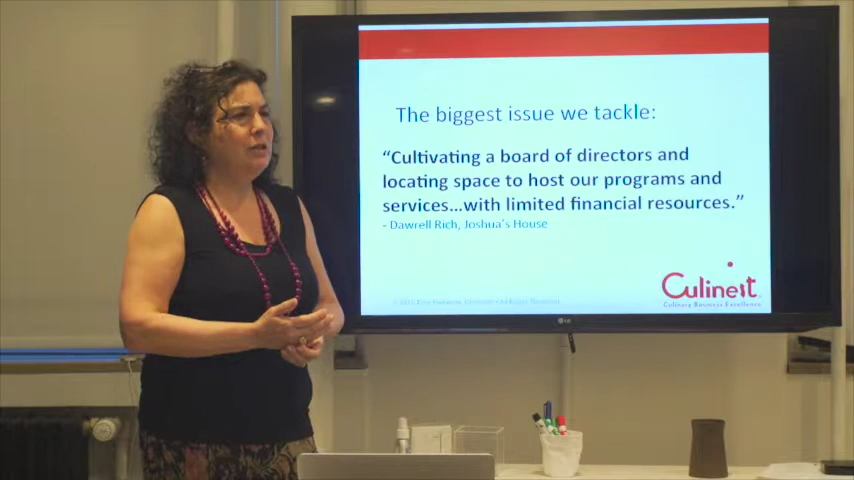 The biggest issue we tackle:
“Cultivating a board of directors and
locating space to host our programs and
services...with limited financial resources.”
- Dawrell Rich, Joshua’s House
Culineit
Culinary Business Excellence
LG